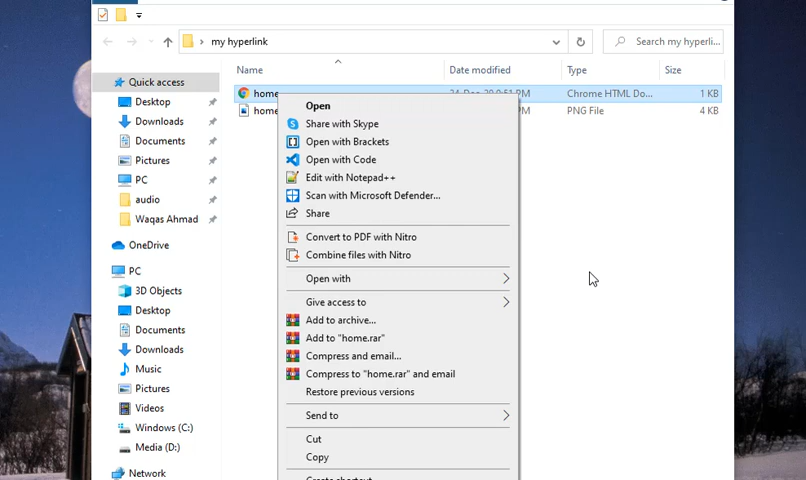 my hyperlink
Search my hyperli...
Name
Date modified
Type
Size
Quick access
Desktop
Downloads
Documents
Pictures
PC
audio
Waqas Ahmad
OneDrive
PC
3D Objects
Desktop
Documents
Downloads
Music
Pictures
Videos
Windows (C:)
Media (D:)
Network
home
Chrome HTML Do...
1 KB
home
PM
PNG File
4 KB
Open
Share with Skype
Open with Brackets
Open with Code
Edit with Notepad++
Scan with Microsoft Defender...
Share
Convert to PDF with Nitro
Combine files with Nitro
Open with
Give access to
Add to archive...
Add to "home.rar"
Compress and email...
Compress to "home.rar" and email
Restore previous versions
Send to
Cut
Copy
Create shortcut